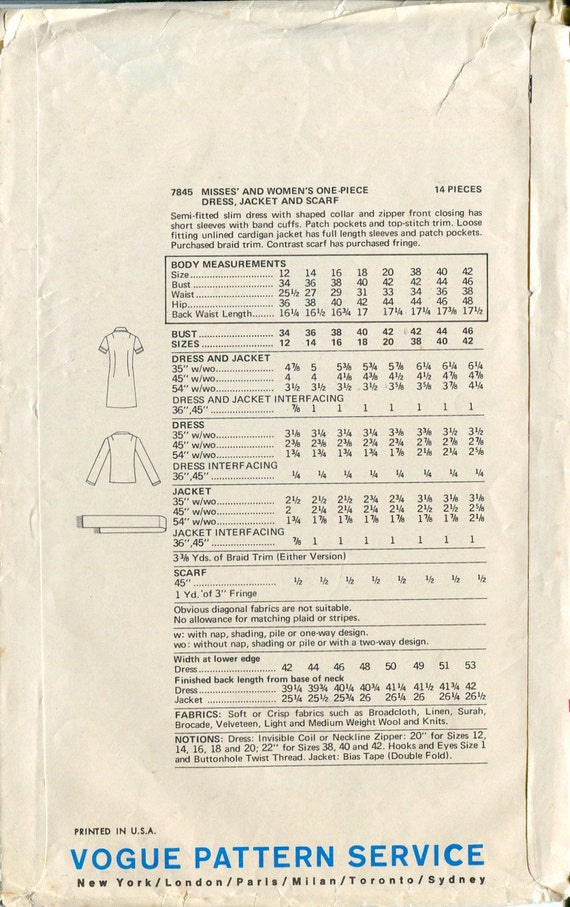 7845 MISSES' AND WOMEN'S ONE-PIECE 14 PIECES
DRESS, JACKET AND SCARF
Semi-fitted slim dress with shaped collar and zipper front closing has
short sleeves with band cuffs. Patch pockets and top-stitch trim. Loose
fitting unlined cardigan jacket has full length sleeves and patch pockets.
Purchased braid trim. Contrast scarf has purchased fringe.
BODY MEASUREMENTS
Size 12 14 16 18 20 38 40 42
Bust 34 36 38 40 42 42 44 46
Waist 25½ 27 29 31 33 34 36 38
Hip 36 38 40 42 44 44 46 48
Back Waist Length 16¼ 16½ 16¾ 17 17¼ 17¼ 17⅜ 17½
BUST 34 36 38 40 42 42 44 46
SIZES 12 14 16 18 20 38 40 42
DRESS AND JACKET
35" w/wo 4⅞ 5 5⅜ 5¾ 5⅞ 6¼ 6¼ 6¼
45" w/wo 4 4 4⅛ 4⅜ 4½ 4½ 4⅞ 4⅞
54" w/wo 3½ 3½ 3½ 3½ 3⅝ 3⅝ 3⅞ 4¼
DRESS AND JACKET INTERFACING
36",45" ⅞ 1 1 1 1 1 1 1
DRESS
35" w/wo 3⅛ 3¼ 3¼ 3¼ 3⅜ 3⅜ 3½ 3½
45" w/wo 2⅜ 2⅜ 2⅜ 2¾ 2¾ 2⅞ 2⅞ 2⅞
54" w/wo 1¾ 1¾ 1⅞ 1⅞ 1⅞ 2⅛ 2¼ 2⅝
DRESS INTERFACING
36",45" ¼ ¼ ¼ ¼ ¼ ¼ ¼ ¼
JACKET
35" w/wo 2½ 2½ 2½ 2¾ 2¾ 3⅛ 3⅛ 3⅛
45" w/wo 2 2¼ 2¼ 2¼ 2¼ 2½ 2½ 2⅝
54" w/wo 1¾ 1⅞ 1⅞ 1⅞ 1⅞ 1⅞ 1⅞ 2⅛
JACKET INTERFACING
36",45" ⅞ 1 1 1 1 1 1 1
3⅜ Yds. of Braid Trim (Either Version)
SCARF
45" ½ ½ ½ ½ ½ ½ ½ ½
1 Yd. of 3" Fringe
Obvious diagonal fabrics are not suitable.
No allowance for matching plaid or stripes.
w: with nap, shading, pile or one-way design.
wo: without nap, shading or pile or with a two-way design.
Width at lower edge
Dress 42 44 46 48 50 49 51 53
Finished back length from base of neck
Dress 39¼ 39¾ 40¼ 40¾ 41¼ 41½ 41¾ 42
Jacket 25¼ 25½ 25¾ 26 26¼ 26 26¼ 26½
FABRICS: Soft or Crisp fabrics such as Broadcloth, Linen, Surah,
Brocade, Velveteen, Light and Medium Weight Wool and Knits.
NOTIONS: Dress: Invisible Coil or Neckline Zipper: 20" for Sizes 12,
14, 16, 18 and 20; 22" for Sizes 38, 40 and 42. Hooks and Eyes Size 1
and Buttonhole Twist Thread. Jacket: Bias Tape (Double Fold).
PRINTED IN U.S.A.
VOGUE PATTERN SERVICE
New York/London/Paris/Milan/Toronto/Sydney